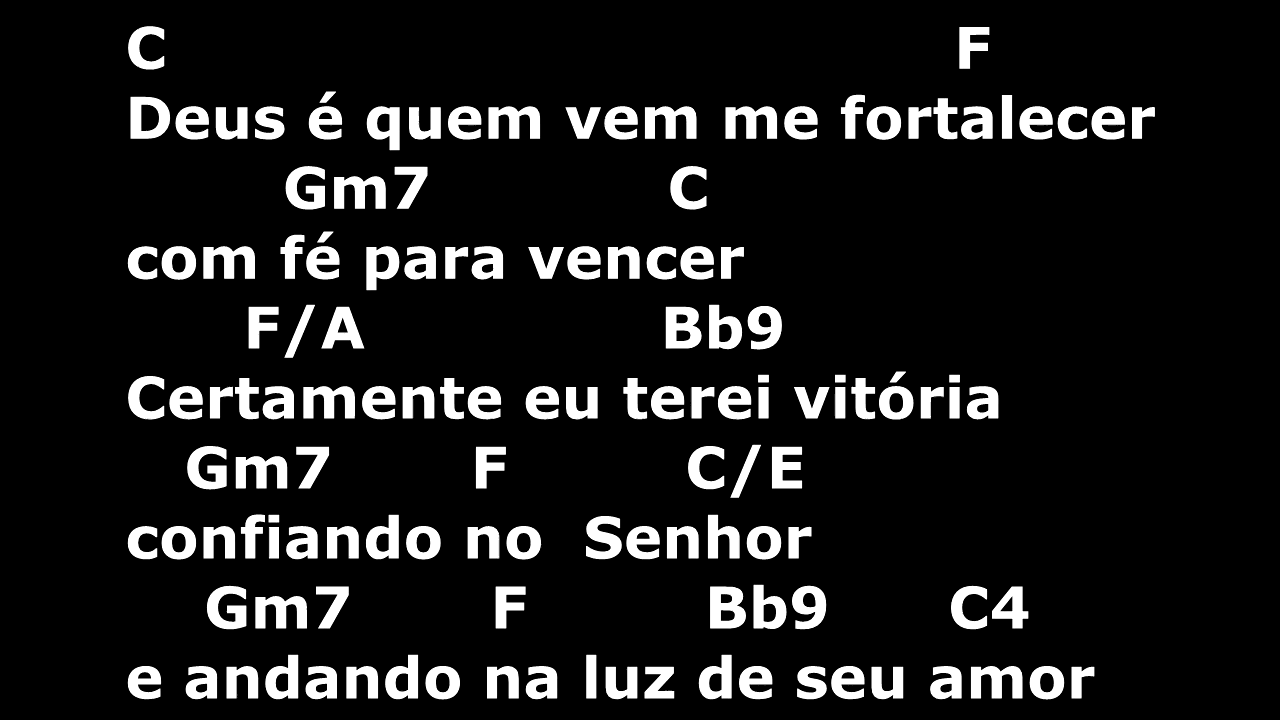 C F
Deus é quem vem me fortalecer
Gm7 C
com fé para vencer
F/A Bb9
Certamente eu terei vitória
Gm7 F C/E
confiando no Senhor
Gm7 F Bb9 C4
e andando na luz de seu amor